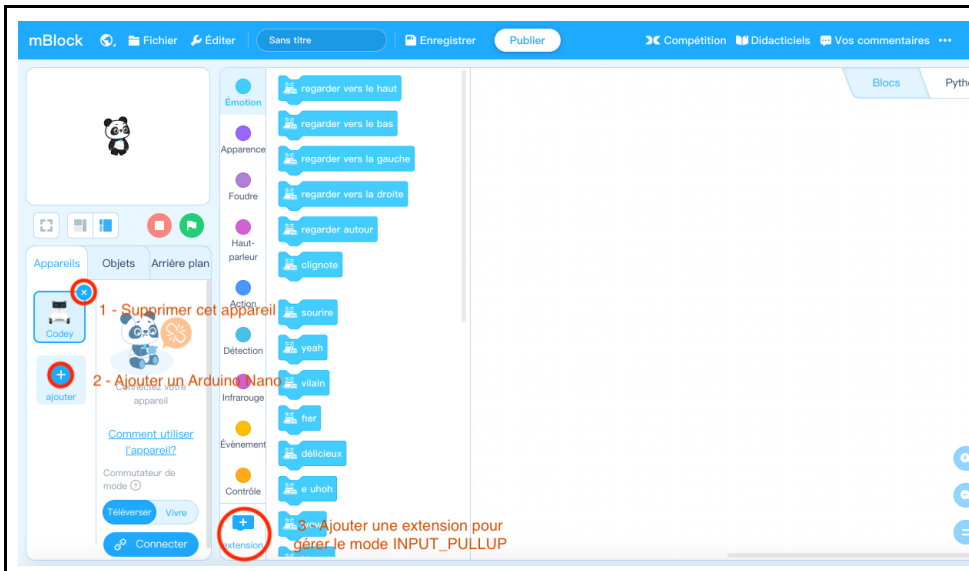 mBlock Fichier Éditer Sans titre Enregistrer Publier Compétition Didacticiels Vos commentaires
Blocs
Émotion
Apparence
Foudre
Haut-
parleur
Action
Détection
Infrarouge
Évènement
Contrôle
extension
regarder vers le haut
regarder vers le bas
regarder vers la gauche
regarder vers la droite
regarder autour
clignote
sourire
yeah
vilain
fier
délicieux
e uhoh
wow
Appareils Objets Arrière plan
Codey
ajouter
1 - Supprimer cet appareil
2 - Ajouter un Arduino Nano
Connectez votre
appareil
Comment utiliser
l'appareil?
Commutateur de
mode
Téléverser Vivre
Connecter
3 - Ajouter une extension pour
gérer le mode INPUT_PULLUP